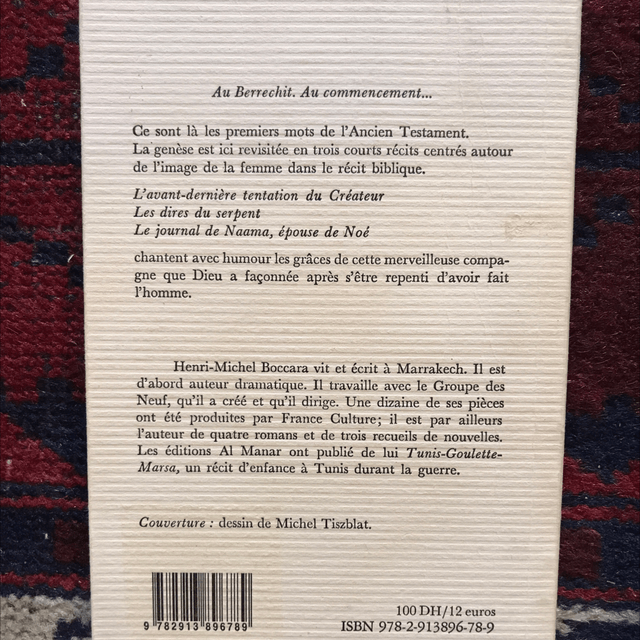 Au Berrechit. Au commencement...
Ce sont là les premiers mots de l'Ancien Testament.
La genèse est ici revisitée en trois courts récits centrés autour
de l'image de la femme dans le récit biblique.
L'avant-dernière tentation du Créateur
Les dires du serpent
Le journal de Naama, épouse de Noé
chantent avec humour les grâces de cette merveilleuse compa-
gne que Dieu a façonnée après s'être repenti d'avoir fait
l'homme.
Henri-Michel Boccara vit et écrit à Marrakech. Il est
d'abord auteur dramatique. Il travaille avec le Groupe des
Neuf, qu'il a créé et qu'il dirige. Une dizaine de ses pièces
ont été produites par France Culture; il est par ailleurs
l'auteur de quatre romans et de trois recueils de nouvelles.
Les éditions Al Manar ont publié de lui Tunis-Goulette-
Marsa, un récit d'enfance à Tunis durant la guerre.
Couverture : dessin de Michel Tiszblat.
100 DH/12 euros
9 782913 896789
ISBN 978-2-913896-78-9